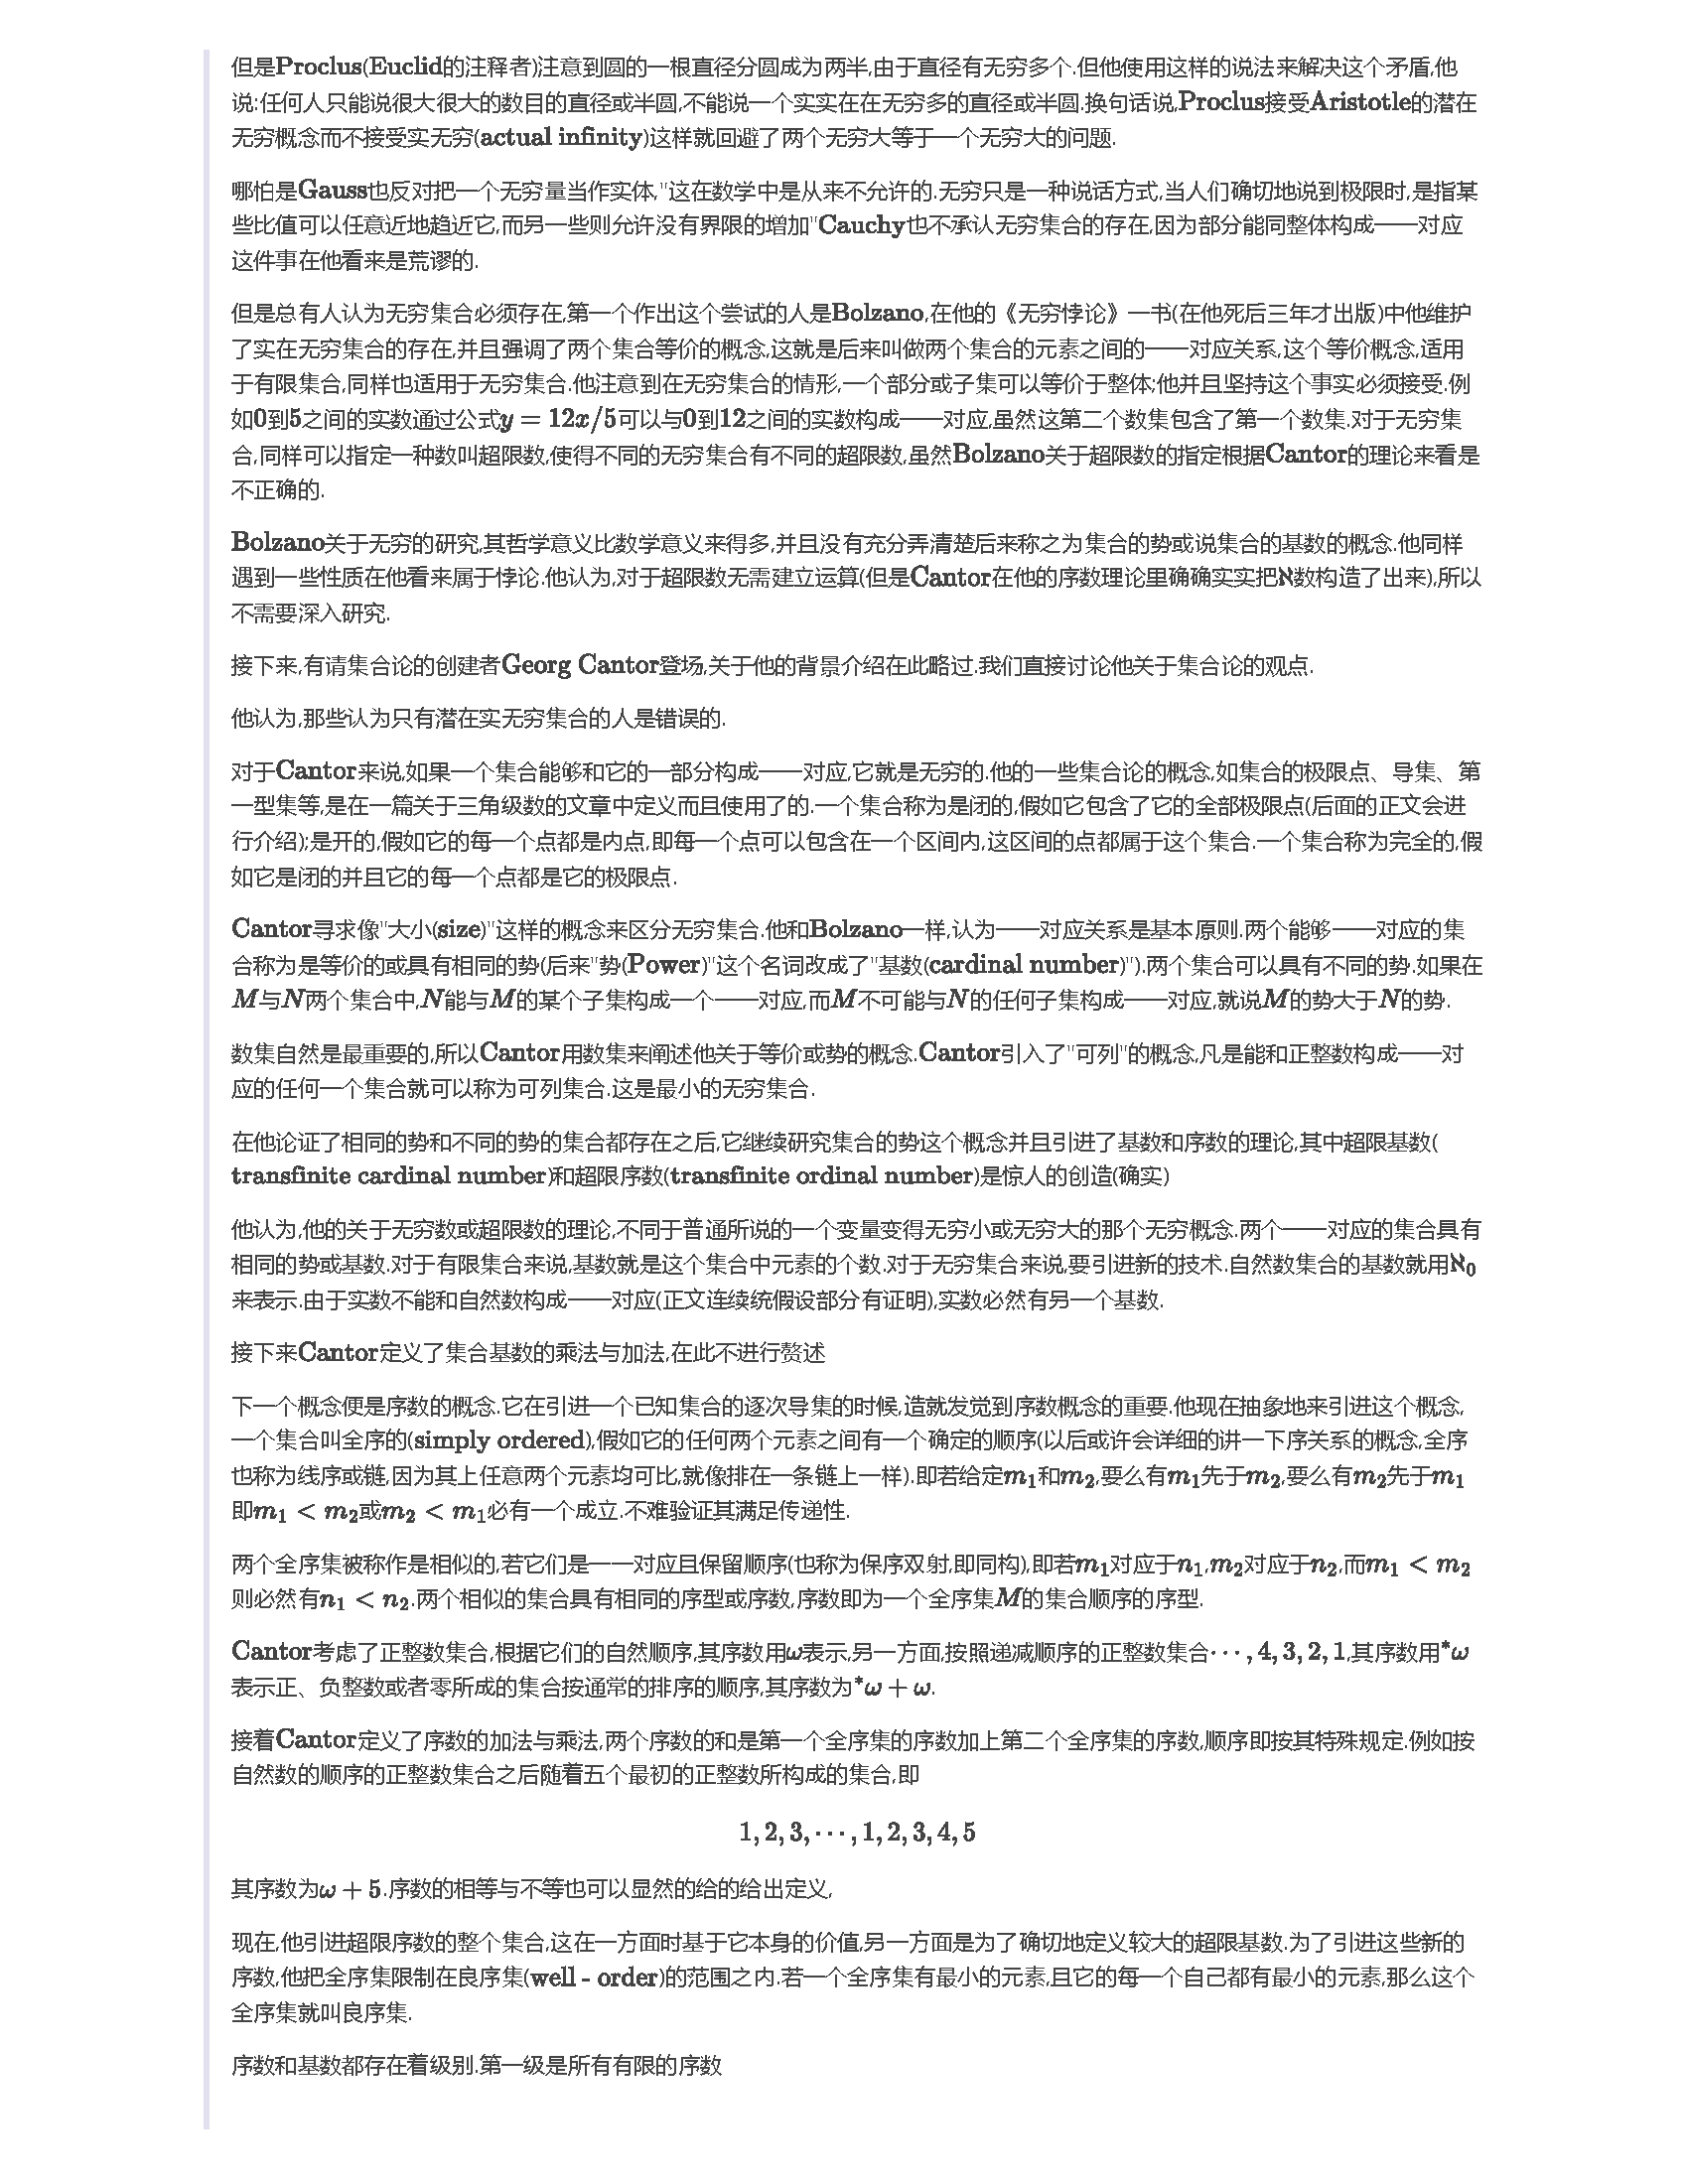 但是Proclus(Euclid的注释者)注意到圆的一根直径分圆成为两半,由于直径有无穷多个.但他使用这样的说法来解决这个矛盾,他
说:任何人只能说很大很大的数目的直径或半圆,不能说一个实实在在无穷多的直径或半圆.换句话说,Proclus接受Aristotle的潜在
无穷概念而不接受实无穷(actual infinity)这样就回避了两个无穷大等于一个无穷大的问题.
哪怕是Gauss也反对把一个无穷量当作实体,"这在数学中是从来不允许的.无穷只是一种说话方式,当人们确切地说到极限时,是指某
些比值可以任意近地趋近它,而另一些则允许没有界限的增加"Cauchy也不承认无穷集合的存在,因为部分能同整体构成一一对应
这件事在他看来是荒谬的.
但是总有人认为无穷集合必须存在,第一个作出这个尝试的人是Bolzano,在他的《无穷悖论》一书(在他死后三年才出版)中他维护
了实在无穷集合的存在,并且强调了两个集合等价的概念,这就是后来叫做两个集合的元素之间的一一对应关系,这个等价概念,适用
于有限集合,同样也适用于无穷集合.他注意到在无穷集合的情形,一个部分或子集可以等价于整体;他并且坚持这个事实必须接受.例
如0到5之间的实数通过公式y = 12x/5可以与0到12之间的实数构成一一对应,虽然这第二个数集包含了第一个数集.对于无穷集
合,同样可以指定一种数叫超限数,使得不同的无穷集合有不同的超限数,虽然Bolzano关于超限数的指定根据Cantor的理论来看是
不正确的.
Bolzano关于无穷的研究,其哲学意义比数学意义来得多,并且没有充分弄清楚后来称之为集合的势或说集合的基数的概念.他同样
遇到一些性质在他看来属于悖论.他认为,对于超限数无需建立运算(但是Cantor在他的序数理论里确确实实把ℵ数构造了出来),所以
不需要深入研究.
接下来,有请集合论的创建者Georg Cantor登场,关于他的背景介绍在此略过.我们直接讨论他关于集合论的观点.
他认为,那些认为只有潜在实无穷集合的人是错误的.
对于Cantor来说,如果一个集合能够和它的一部分构成一一对应,它就是无穷的.他的一些集合论的概念,如集合的极限点、导集、第
一型集等,是在一篇关于三角级数的文章中定义而且使用了的.一个集合称为是闭的,假如它包含了它的全部极限点(后面的正文会进
行介绍);是开的,假如它的每一个点都是内点,即每一个点可以包含在一个区间内,这区间的点都属于这个集合.一个集合称为完全的,假
如它是闭的并且它的每一个点都是它的极限点.
Cantor寻求像"大小(size)"这样的概念来区分无穷集合.他和Bolzano一样,认为一一对应关系是基本原则.两个能够一一对应的集
合称为是等价的或具有相同的势(后来"势(Power)"这个名词改成了"基数(cardinal number)").两个集合可以具有不同的势.如果在
M与N两个集合中,N能与M的某个子集构成一个一一对应,而M不可能与N的任何子集构成一一对应,就说M的势大于N的势.
数集自然是最重要的,所以Cantor用数集来阐述他关于等价或势的概念.Cantor引入了"可列"的概念,凡是能和正整数构成一一对
应的任何一个集合就可以称为可列集合.这是最小的无穷集合.
在他论证了相同的势和不同的势的集合都存在之后,它继续研究集合的势这个概念并且引进了基数和序数的理论,其中超限基数(
transfinite cardinal number)和超限序数(transfinite ordinal number)是惊人的创造(确实)
他认为,他的关于无穷数或超限数的理论,不同于普通所说的一个变量变得无穷小或无穷大的那个无穷概念.两个一一对应的集合具有
相同的势或基数.对于有限集合来说,基数就是这个集合中元素的个数.对于无穷集合来说,要引进新的技术.自然数集合的基数就用ℵ₀
来表示.由于实数不能和自然数构成一一对应(正文连续统假设部分有证明),实数必然有另一个基数.
接下来Cantor定义了集合基数的乘法与加法,在此不进行赘述
下一个概念便是序数的概念.它在引进一个已知集合的逐次导集的时候,造就发觉到序数概念的重要.他现在抽象地来引进这个概念,
一个集合叫全序的(simply ordered),假如它的任何两个元素之间有一个确定的顺序(以后或许会详细的讲一下序关系的概念,全序
也称为线序或链,因为其上任意两个元素均可比,就像排在一条链上一样).即若给定m₁和m₂,要么有m₁先于m₂,要么有m₂先于m₁
即m₁ < m₂或m₂ < m₁必有一个成立.不难验证其满足传递性.
两个全序集被称作是相似的,若它们是一一对应且保留顺序(也称为保序双射,即同构),即若m₁对应于n₁,m₂对应于n₂,而m₁ < m₂
则必然有n₁ < n₂.两个相似的集合具有相同的序型或序数,序数即为一个全序集M的集合顺序的序型.
Cantor考虑了正整数集合,根据它们的自然顺序,其序数用ω表示,另一方面,按照递减顺序的正整数集合⋯, 4, 3, 2, 1,其序数用*ω
表示正、负整数或者零所成的集合按通常的排序的顺序,其序数为*ω + ω.
接着Cantor定义了序数的加法与乘法,两个序数的和是第一个全序集的序数加上第二个全序集的序数,顺序即按其特殊规定.例如按
自然数的顺序的正整数集合之后随着五个最初的正整数所构成的集合,即
1, 2, 3, ⋯, 1, 2, 3, 4, 5
其序数为ω + 5.序数的相等与不等也可以显然的给的给出定义,
现在,他引进超限序数的整个集合,这在一方面时基于它本身的价值,另一方面是为了确切地定义较大的超限基数.为了引进这些新的
序数,他把全序集限制在良序集(well - order)的范围之内.若一个全序集有最小的元素,且它的每一个自己都有最小的元素,那么这个
全序集就叫良序集.
序数和基数都存在着级别.第一级是所有有限的序数